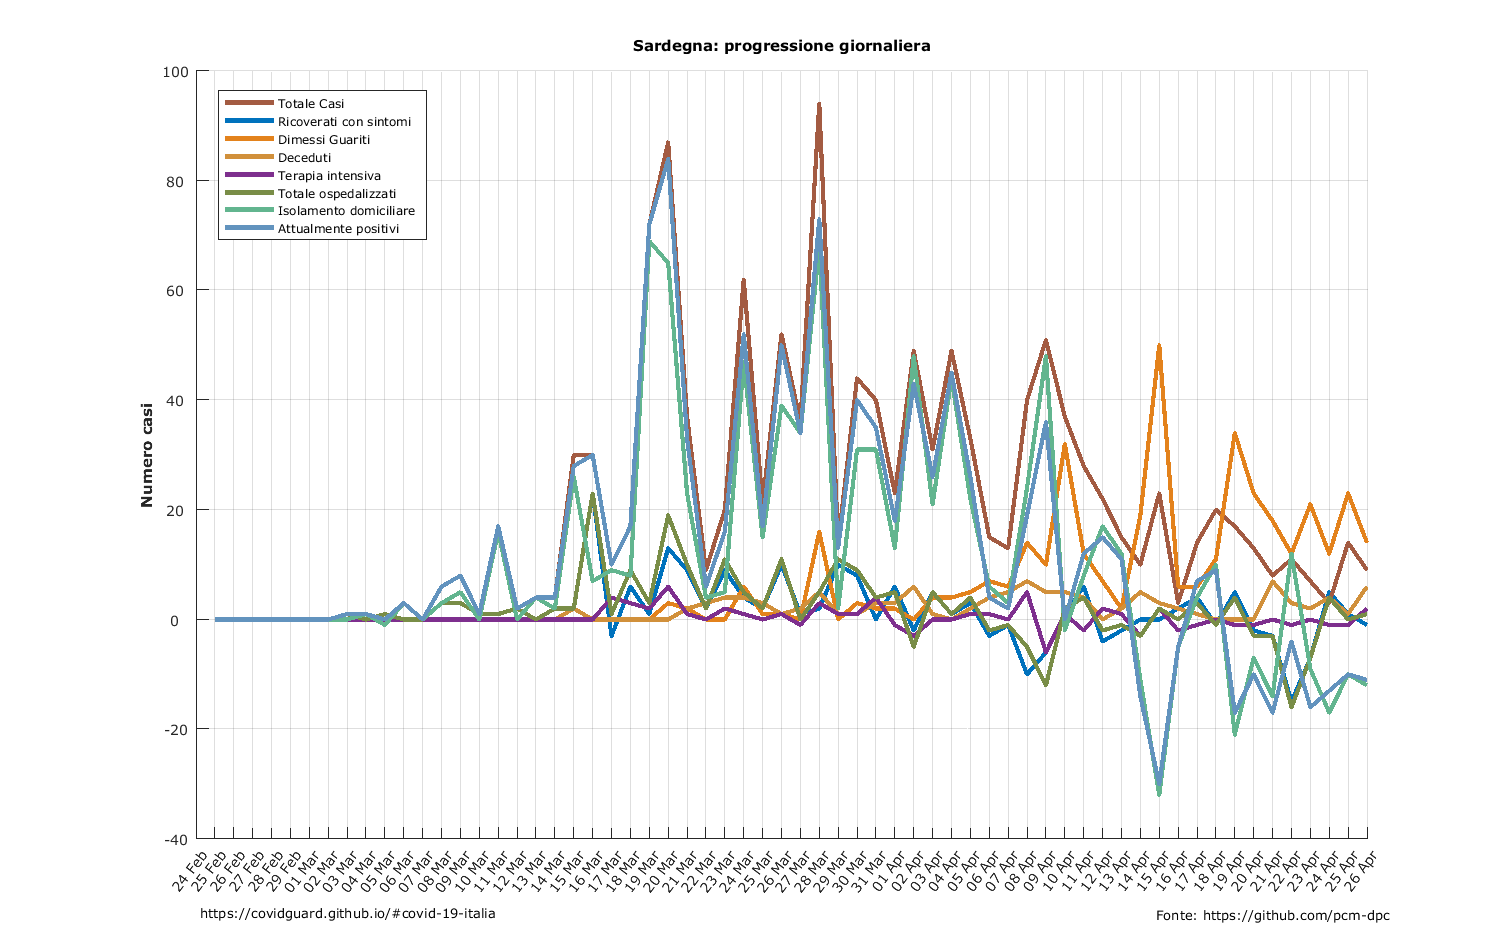 Sardegna: progressione giornaliera
100
80
60
40
20
0
-20
-40
Numero casi
Totale Casi
Ricoverati con sintomi
Dimessi Guariti
Deceduti
Terapia intensiva
Totale ospedalizzati
Isolamento domiciliare
Attualmente positivi
24 Feb
25 Feb
26 Feb
27 Feb
28 Feb
29 Feb
01 Mar
02 Mar
03 Mar
04 Mar
05 Mar
06 Mar
07 Mar
08 Mar
09 Mar
10 Mar
11 Mar
12 Mar
13 Mar
14 Mar
15 Mar
16 Mar
17 Mar
18 Mar
19 Mar
20 Mar
21 Mar
22 Mar
23 Mar
24 Mar
25 Mar
26 Mar
27 Mar
28 Mar
29 Mar
30 Mar
31 Mar
01 Apr
02 Apr
03 Apr
04 Apr
05 Apr
06 Apr
07 Apr
08 Apr
09 Apr
10 Apr
11 Apr
12 Apr
13 Apr
14 Apr
15 Apr
16 Apr
17 Apr
18 Apr
19 Apr
20 Apr
21 Apr
22 Apr
23 Apr
24 Apr
25 Apr
26 Apr
https://covidguard.github.io/#covid-19-italia
Fonte: https://github.com/pcm-dpc